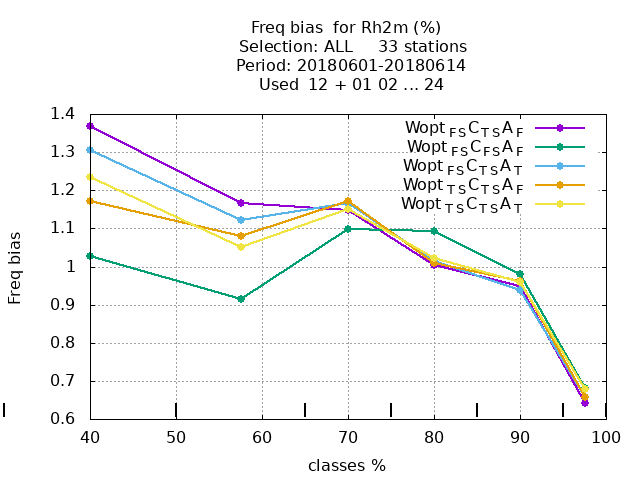 Freq bias for Rh2m (%)
Selection: ALL 33 stations
Period: 20180601-20180614
Used 12 + 01 02 ... 24
1.4
1.3
1.2
1.1
1
0.9
0.8
0.7
0.6
Freq bias
Wopt FS C TS A F
Wopt FS C FS A F
Wopt FS C TS A T
Wopt TS C TS A F
Wopt TS C TS A T
40 50 60 70 80 90 100
classes %